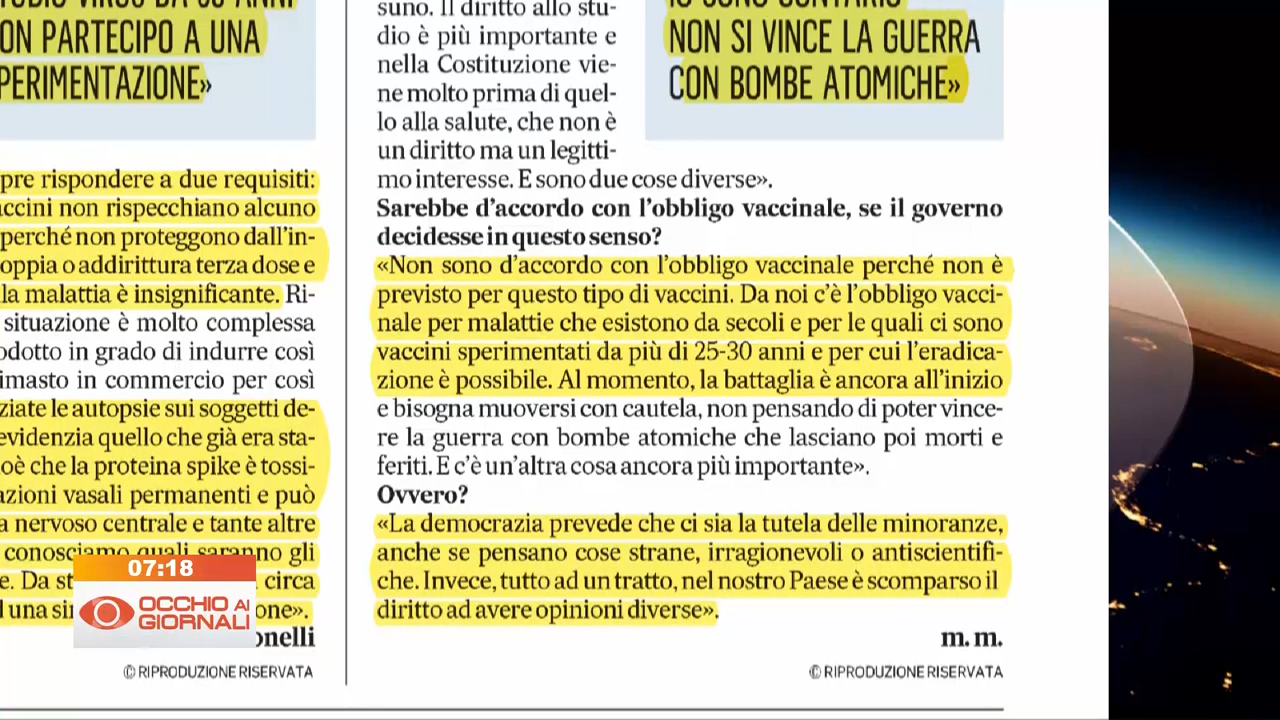 ON PARTECIPO A UNA
PERIMENTAZIONE»
pre rispondere a due requisiti:
accini non rispecchiano alcuno
perché non proteggono dall'in-
oppia o addirittura terza dose e
la malattia è insignificante. Ri-
situazione è molto complessa
odotto in grado di indurre così
imasto in commercio per così
ziate le autopsie sui soggetti de-
evidenzia quello che già era sta-
oè che la proteina spike è tossi-
azioni vasali permanenti e può
a nervoso centrale e tante altre
conosciamo quali saranno gli
e. Da st circa
una si one».
onelli
© RIPRODUZIONE RISERVATA
suno. Il diritto allo stu-
dio è più importante e
nella Costituzione vie-
ne molto prima di quel-
lo alla salute, che non è
un diritto ma un legitti-
mo interesse. E sono due cose diverse».
Sarebbe d'accordo con l'obbligo vaccinale, se il governo
decidesse in questo senso?
«Non sono d'accordo con l'obbligo vaccinale perché non è
previsto per questo tipo di vaccini. Da noi c'è l'obbligo vacci-
nale per malattie che esistono da secoli e per le quali ci sono
vaccini sperimentati da più di 25-30 anni e per cui l'eradica-
zione è possibile. Al momento, la battaglia è ancora all'inizio
e bisogna muoversi con cautela, non pensando di poter vince-
re la guerra con bombe atomiche che lasciano poi morti e
feriti. E c'è un'altra cosa ancora più importante».
Ovvero?
«La democrazia prevede che ci sia la tutela delle minoranze,
anche se pensano cose strane, irragionevoli o antiscientifi-
che. Invece, tutto ad un tratto, nel nostro Paese è scomparso il
diritto ad avere opinioni diverse».
m. m.
© RIPRODUZIONE RISERVATA
NON SI VINCE LA GUERRA
CON BOMBE ATOMICHE»
07:18
OCCHIO AI
GIORNALI